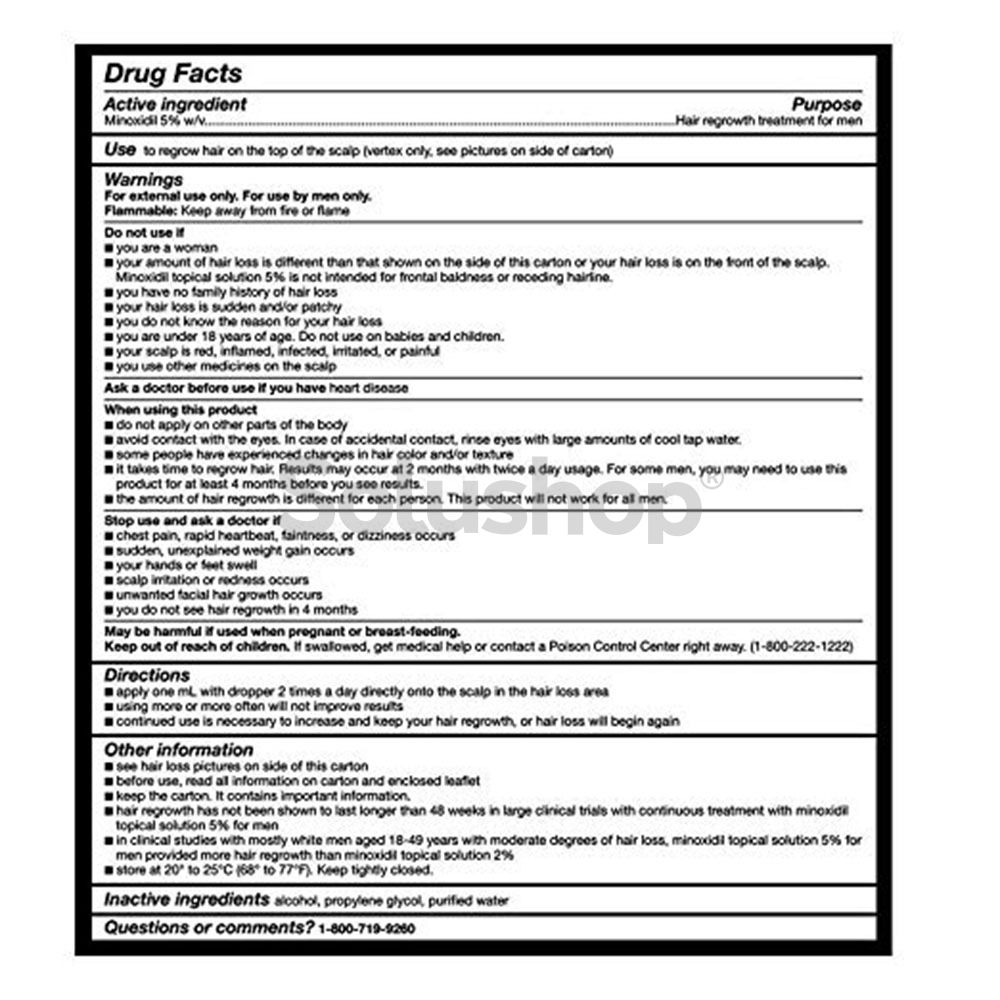 Drug Facts
Active ingredient Purpose
Minoxidil 5% w/v......Hair regrowth treatment for men
Use to regrow hair on the top of the scalp (vertex only, see pictures on side of carton)
Warnings
For external use only. For use by men only.
Flammable: Keep away from fire or flame
Do not use if
■ you are a woman
■ your amount of hair loss is different than that shown on the side of this carton or your hair loss is on the front of the scalp.
Minoxidil topical solution 5% is not intended for frontal baldness or receding hairline.
■ you have no family history of hair loss
■ your hair loss is sudden and/or patchy
■ you do not know the reason for your hair loss
■ you are under 18 years of age. Do not use on babies and children.
■ your scalp is red, inflamed, infected, irritated, or painful
■ you use other medicines on the scalp
Ask a doctor before use if you have heart disease
When using this product
■ do not apply on other parts of the body
■ avoid contact with the eyes. In case of accidental contact, rinse eyes with large amounts of cool tap water.
■ some people have experienced changes in hair color and/or texture
■ it takes time to regrow hair. Results may occur at 2 months with twice a day usage. For some men, you may need to use this
product for at least 4 months before you see results.
■ the amount of hair regrowth is different for each person. This product will not work for all men.
Solushop®
Stop use and ask a doctor if
■ chest pain, rapid heartbeat, faintness, or dizziness occurs
■ sudden, unexplained weight gain occurs
■ your hands or feet swell
■ scalp irritation or redness occurs
■ unwanted facial hair growth occurs
■ you do not see hair regrowth in 4 months
May be harmful if used when pregnant or breast-feeding.
Keep out of reach of children. If swallowed, get medical help or contact a Poison Control Center right away. (1-800-222-1222)
Directions
■ apply one mL with dropper 2 times a day directly onto the scalp in the hair loss area
■ using more or more often will not improve results
■ continued use is necessary to increase and keep your hair regrowth, or hair loss will begin again
Other information
■ see hair loss pictures on side of this carton
■ before use, read all information on carton and enclosed leaflet
■ keep the carton. It contains important information.
■ hair regrowth has not been shown to last longer than 48 weeks in large clinical trials with continuous treatment with minoxidil
topical solution 5% for men
■ in clinical studies with mostly white men aged 18-49 years with moderate degrees of hair loss, minoxidil topical solution 5% for
men provided more hair regrowth than minoxidil topical solution 2%
■ store at 20° to 25°C (68° to 77°F). Keep tightly closed.
Inactive ingredients alcohol, propylene glycol, purified water
Questions or comments? 1-800-719-9260